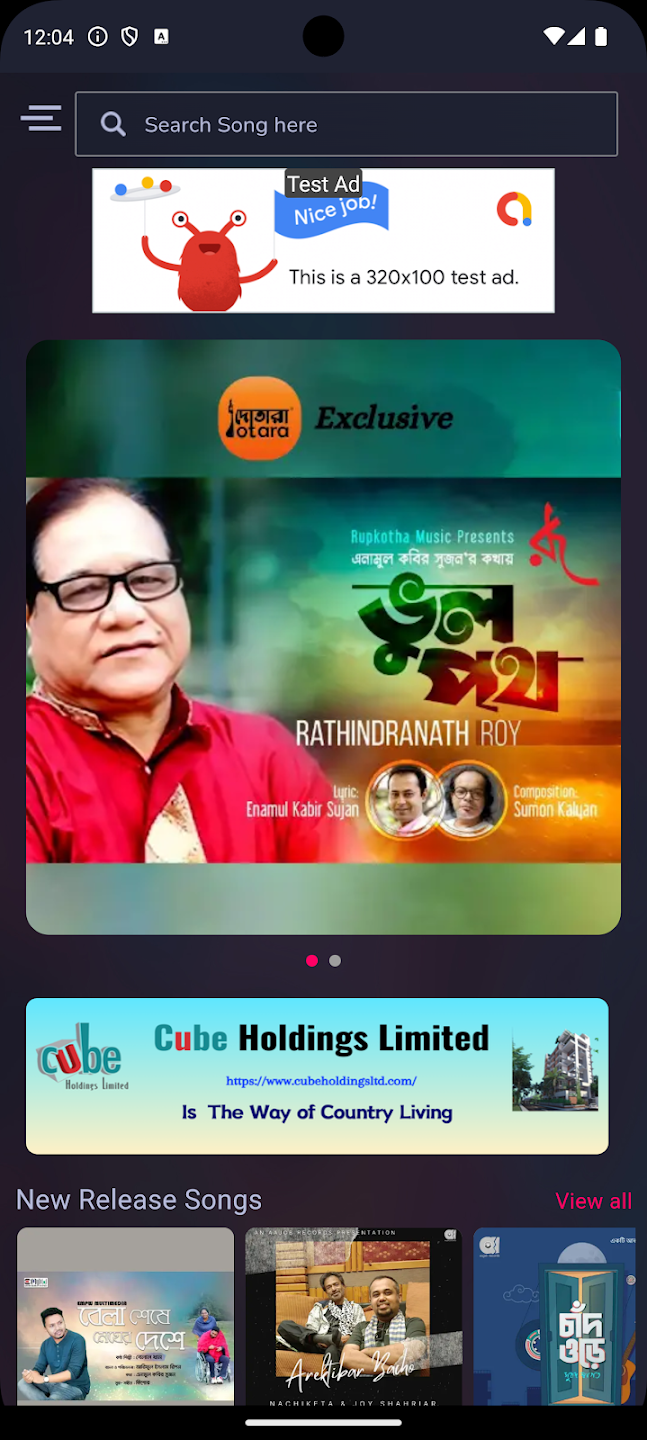 12:04
Search Song here
Test Ad
Nice job!
This is a 320x100 test ad.
দোতারা
otara
Exclusive
Rupkotha Music Presents
এনামুল কবির সুজন'র কথায়
রূ
ভুল
পথ
RATHINDRANATH ROY
Lyric:
Enamul Kabir Sujan
Composition:
Sumon Kalyan
cube
Holdings Limited
Cube Holdings Limited
https://www.cubeholdingsltd.com/
Is The Way of Country Living
New Release Songs
View all
বেলা শেষে
মেঘের দেশে
Arektibar Bacho
NACHIKETA & JOY SHAHRIAR
চাঁদ
ওড়ে